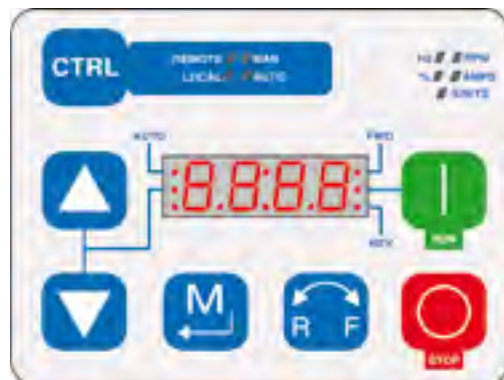 CTRL
REMOTE MAN
LOCAL AUTO
Hz RPM
% AMPS
/UNITS
AUTO
FWD
8.8.8.8
REV
RUN
M
R F
STOP